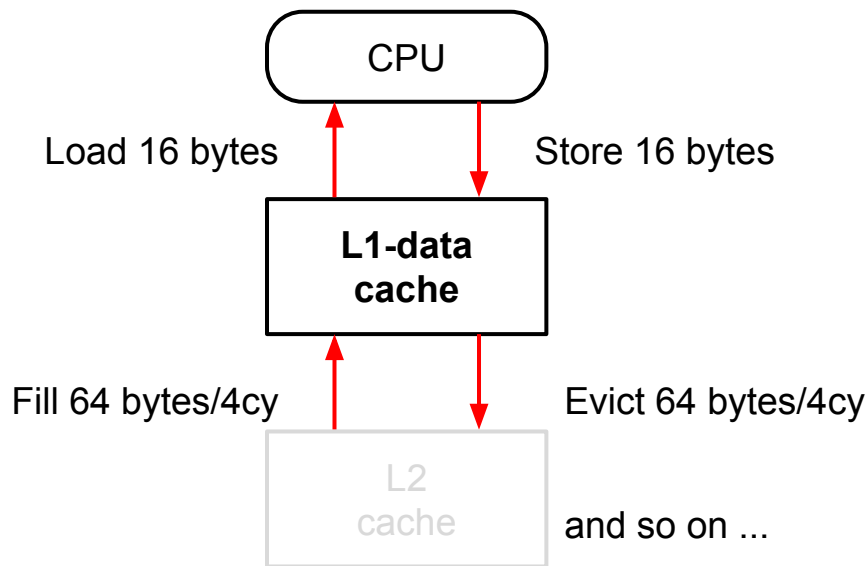 CPU
Load 16 bytes
Store 16 bytes
L1-data
cache
Fill 64 bytes/4cy
Evict 64 bytes/4cy
L2
cache
and so on ...